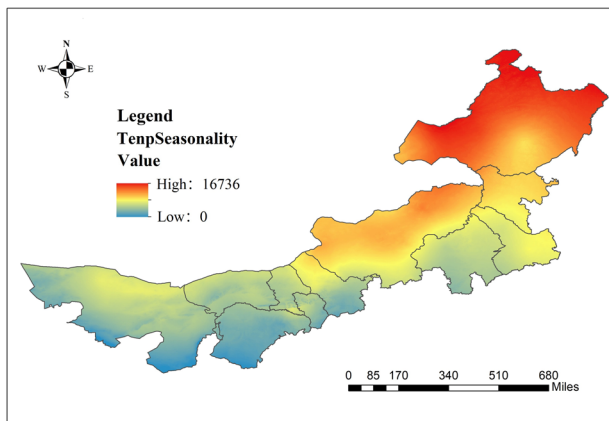 N
W E
S
Legend
TenpSeasonality
Value
High: 16736
Low: 0
0 85 170 340 510 680
Miles